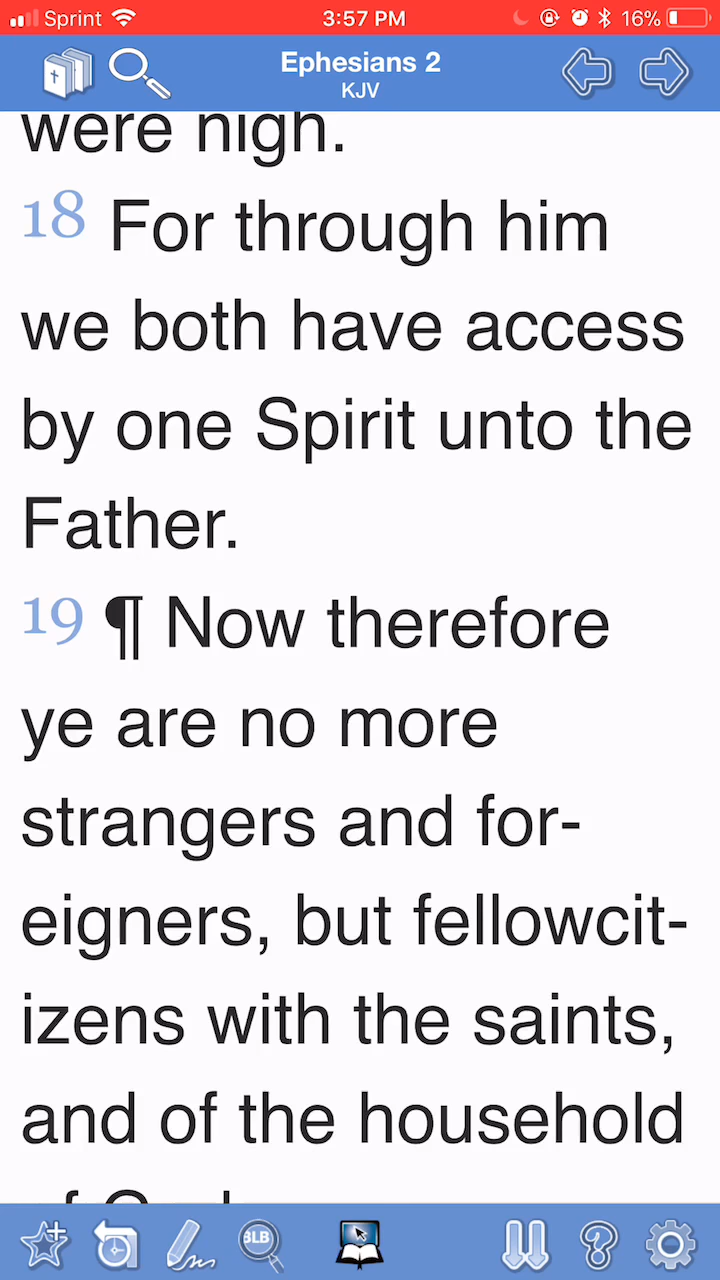 Sprint 3:57 PM 16%
Ephesians 2
KJV
were nigh.
18 For through him
we both have access
by one Spirit unto the
Father.
19 ¶ Now therefore
ye are no more
strangers and for-
eigners, but fellowcit-
izens with the saints,
and of the household
BLB